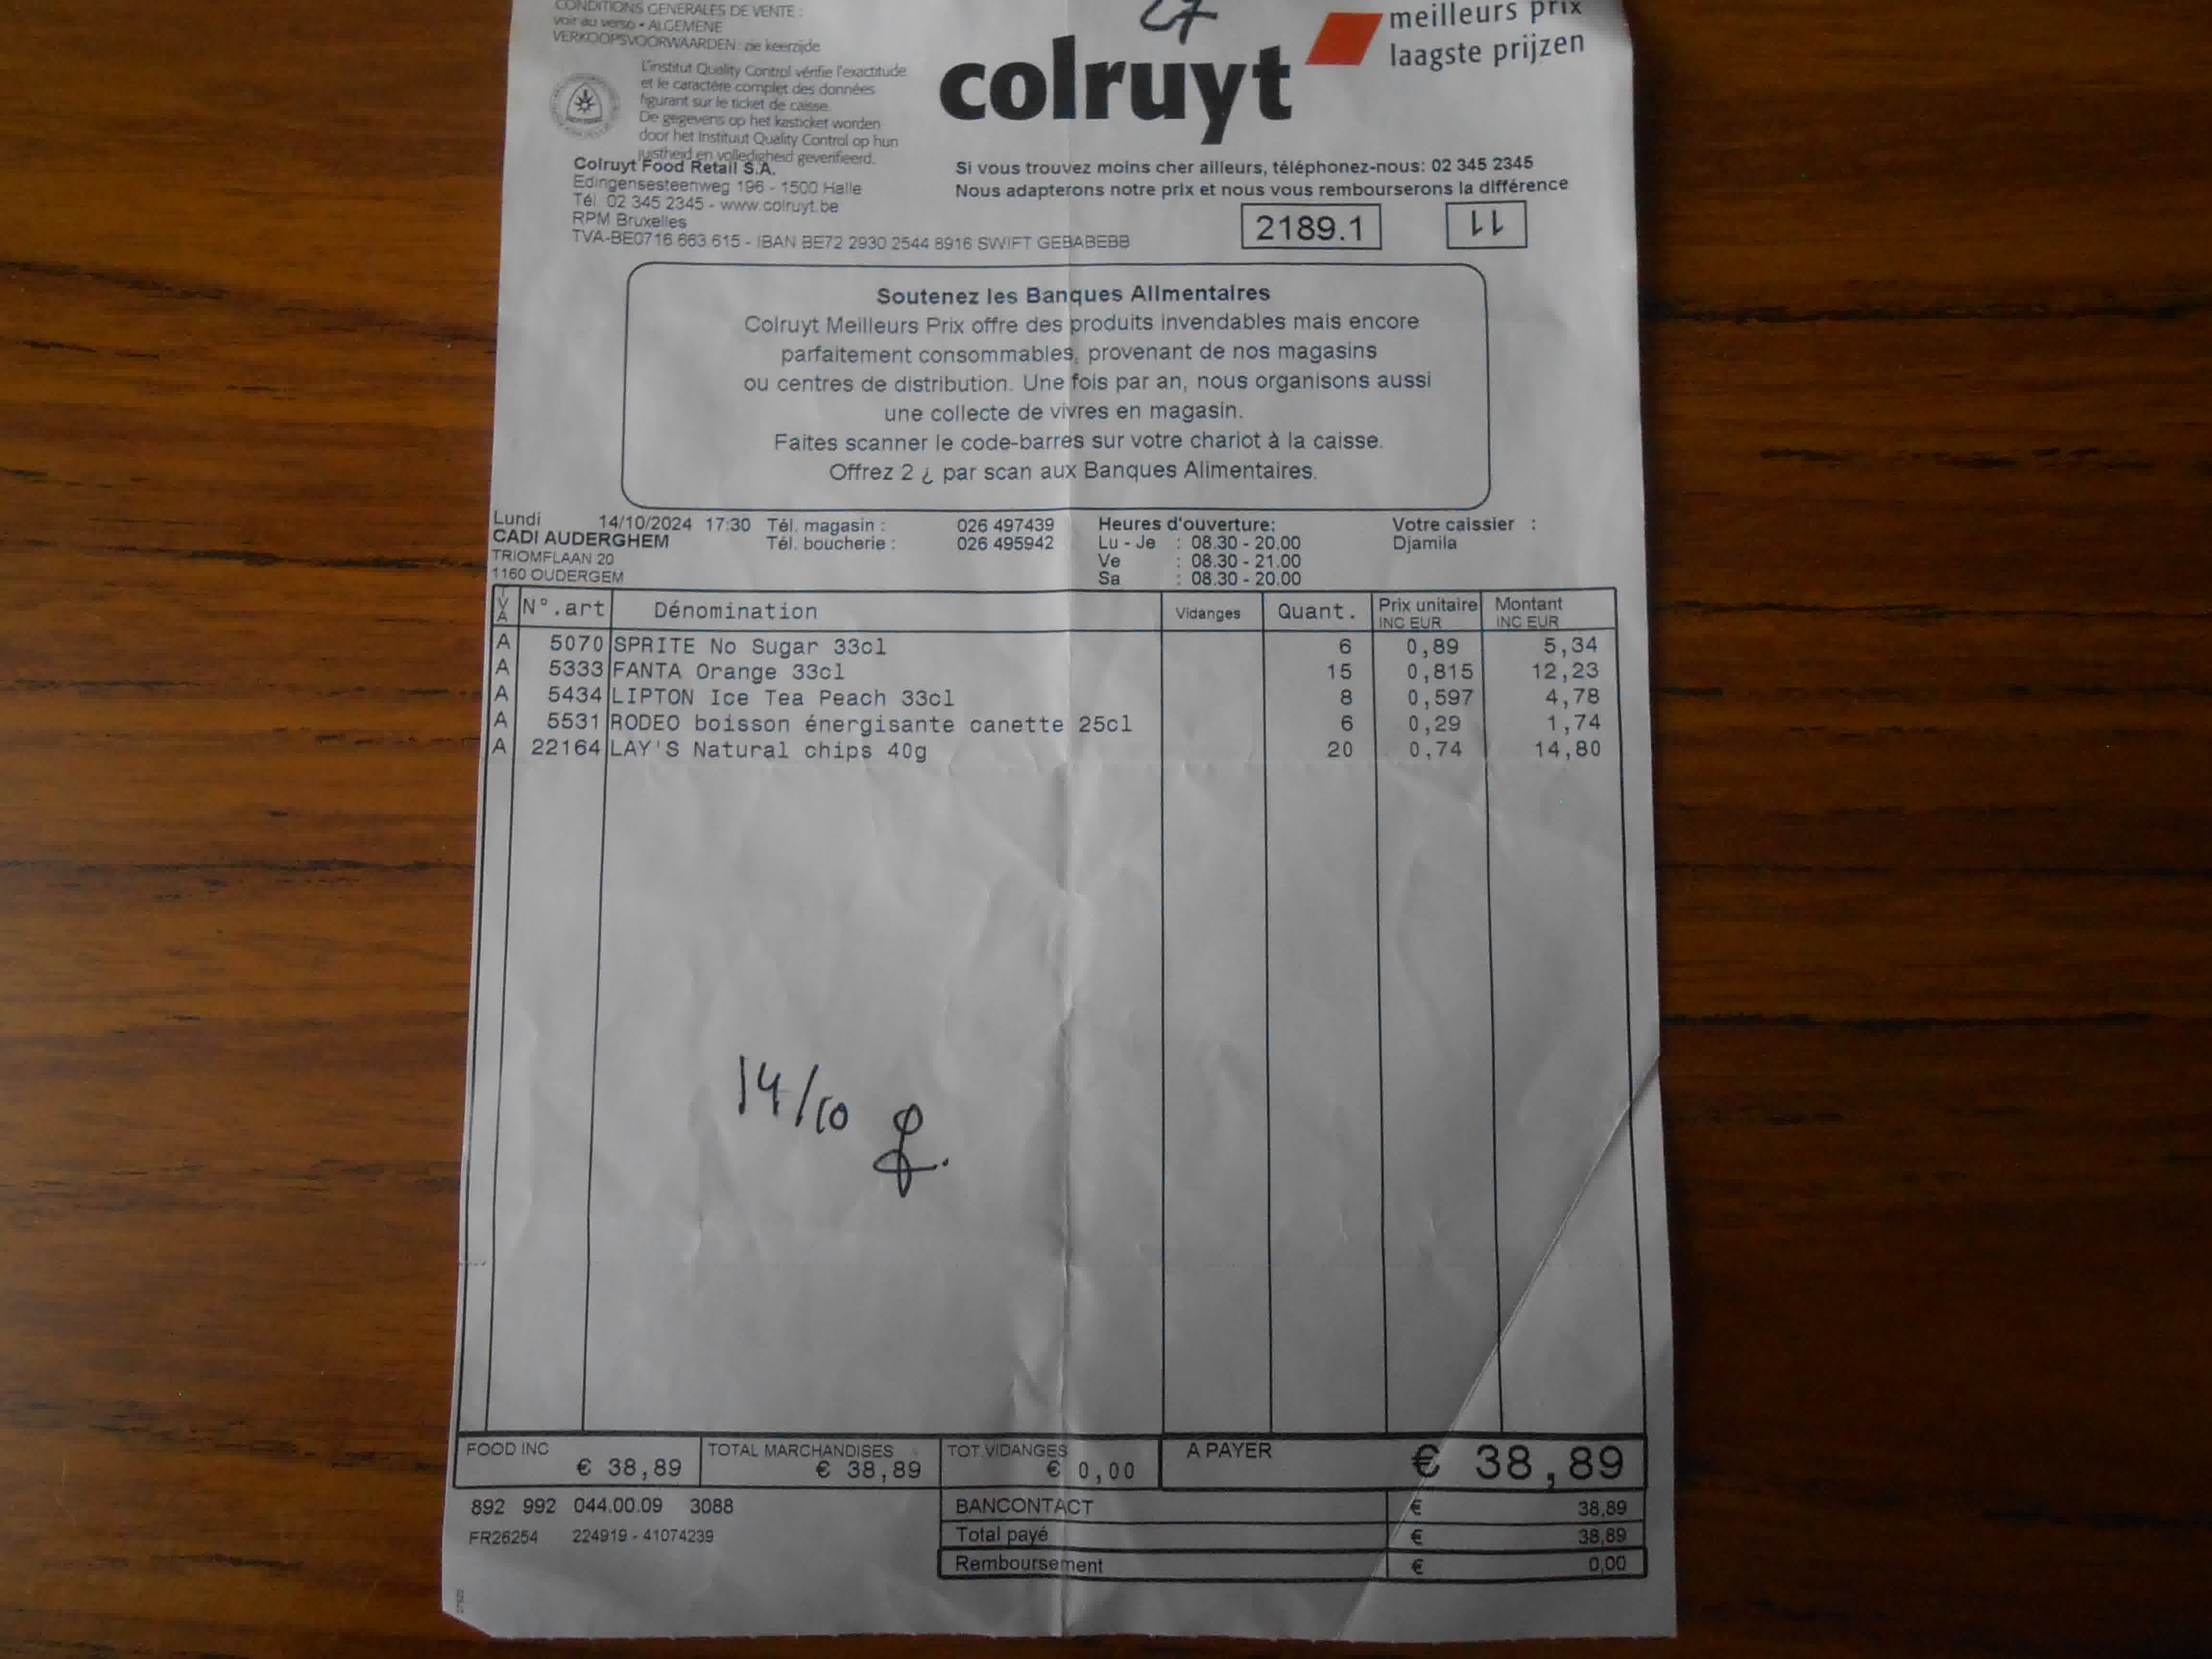 CONDITIONS GENERALES DE VENTE :
voir au verso • ALGEMENE
VERKOOPSVOORWAARDEN: zie keerzijde
L'institut Quality Control vérifie l'exactitude
et le caractère complet des données
figurant sur le ticket de caisse.
De gegevens op het kasticket worden
door het Instituut Quality Control op hun
juistheid en volledigheid geverifieerd.
27
colruyt
meilleurs prix
laagste prijzen
Colruyt Food Retail S.A.
Edingensesteenweg 196 - 1500 Halle
Tél. 02 345 2345 - www.colruyt.be
RPM Bruxelles
TVA-BE0716 663 615 - IBAN BE72 2930 2544 8916 SWIFT GEBABEBB
Si vous trouvez moins cher ailleurs, téléphonez-nous: 02 345 2345
Nous adapterons notre prix et nous vous rembourserons la différence
2189.1
Soutenez les Banques Alimentaires
Colruyt Meilleurs Prix offre des produits invendables mais encore
parfaitement consommables, provenant de nos magasins
ou centres de distribution. Une fois par an, nous organisons aussi
une collecte de vivres en magasin.
Faites scanner le code-barres sur votre chariot à la caisse.
Offrez 2 ¿ par scan aux Banques Alimentaires.
Lundi 14/10/2024 17:30 Tél. magasin : 026 497439 Heures d'ouverture: Votre caissier :
CADI AUDERGHEM Tél. boucherie : 026 495942 Lu - Je : 08.30 - 20.00 Djamila
TRIOMFLAAN 20 Ve : 08.30 - 21.00
1160 OUDERGEM Sa : 08.30 - 20.00
TVA N°.art Dénomination Vidanges Quant. Prix unitaire INC EUR Montant INC EUR
A 5070 SPRITE No Sugar 33cl 6 0,89 5,34
A 5333 FANTA Orange 33cl 15 0,815 12,23
A 5434 LIPTON Ice Tea Peach 33cl 8 0,597 4,78
A 5531 RODEO boisson énergisante canette 25cl 6 0,29 1,74
A 22164 LAY'S Natural chips 40g 20 0,74 14,80
14/10
FOOD INC TOTAL MARCHANDISES TOT VIDANGES A PAYER
€ 38,89 € 38,89 € 0,00 € 38,89
892 992 044.00.09 3088 BANCONTACT € 38,89
FR26254 224919 - 41074239 Total payé € 38,89
Remboursement € 0,00